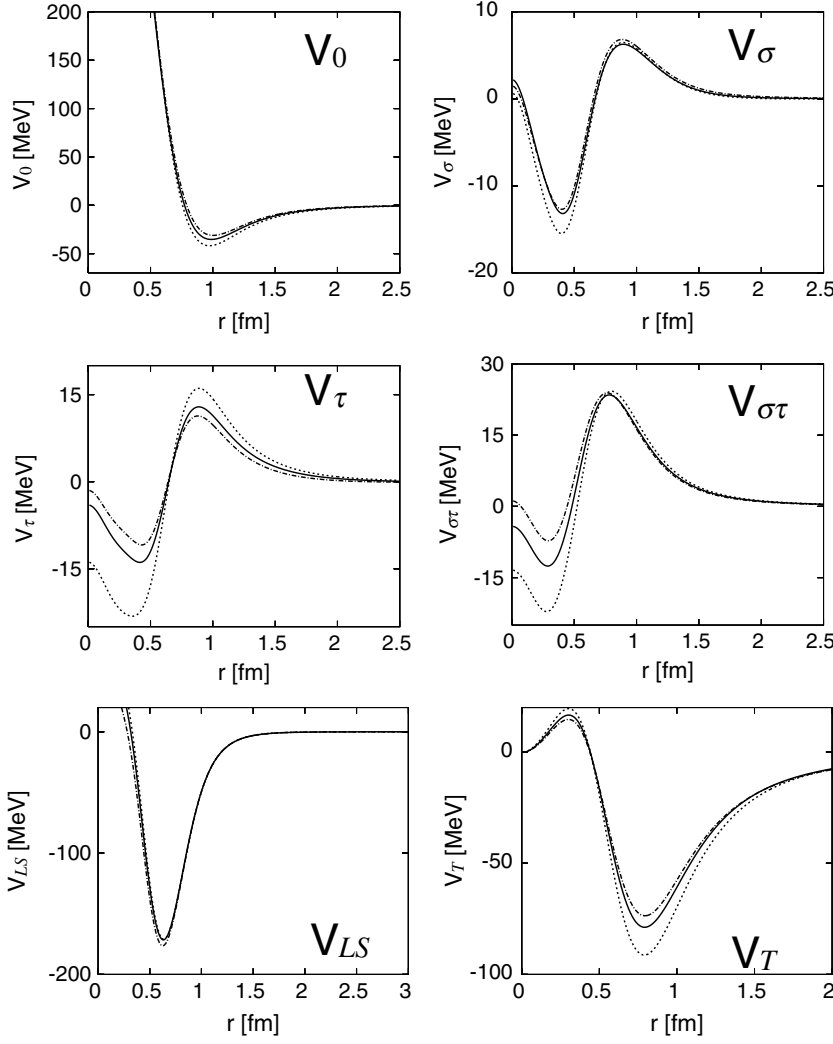 V0
V0 [MeV]
200
150
100
50
0
-50
0 0.5 1 1.5 2 2.5
r [fm]
Vσ
Vσ [MeV]
10
0
-10
-20
0 0.5 1 1.5 2 2.5
r [fm]
Vτ
Vτ [MeV]
15
0
-15
0 0.5 1 1.5 2 2.5
r [fm]
Vστ
Vστ [MeV]
30
15
0
-15
0 0.5 1 1.5 2 2.5
r [fm]
VLS
VLS [MeV]
0
-100
-200
0 0.5 1 1.5 2 2.5 3
r [fm]
VT
VT [MeV]
0
-50
-100
0 0.5 1 1.5 2
r [fm]